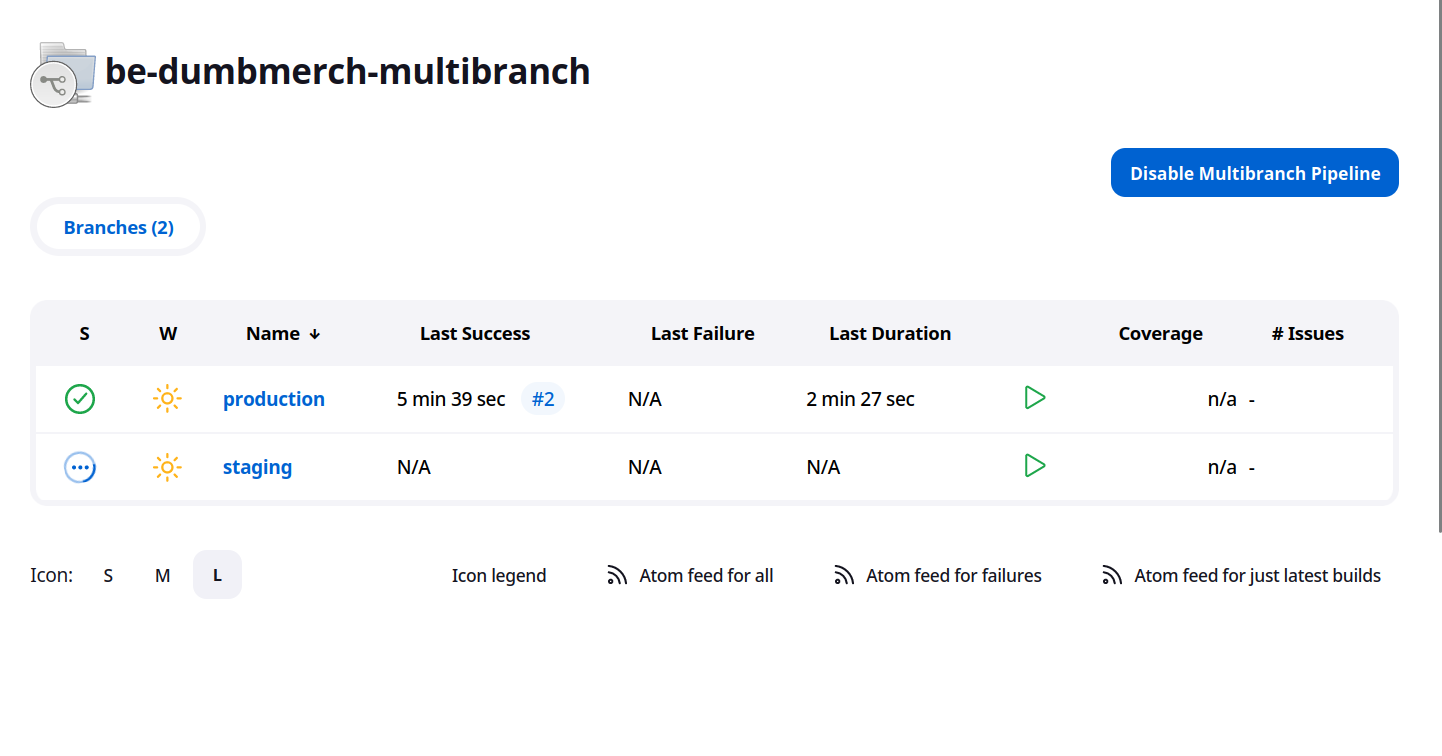 be-dumbmerch-multibranch
Disable Multibranch Pipeline
Branches (2)
S W Name ↓ Last Success Last Failure Last Duration Coverage # Issues
production 5 min 39 sec #2 N/A 2 min 27 sec n/a -
staging N/A N/A N/A n/a -
Icon: S M L Icon legend Atom feed for all Atom feed for failures Atom feed for just latest builds